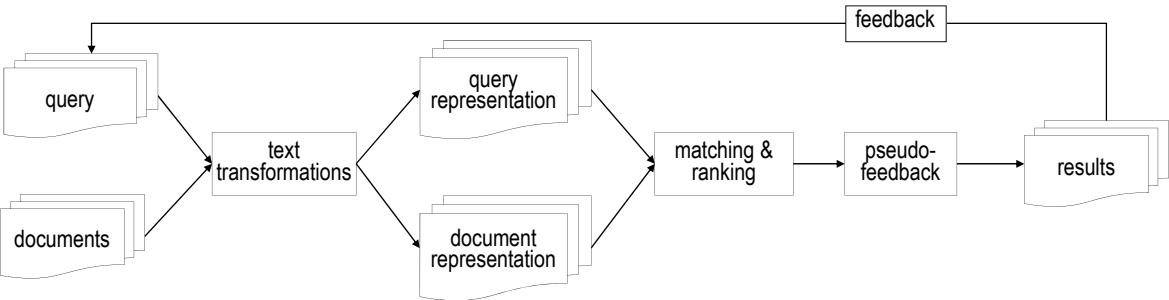 feedback
query
query
representation
text
transformations
matching &
ranking
pseudo-
feedback
results
documents
document
representation